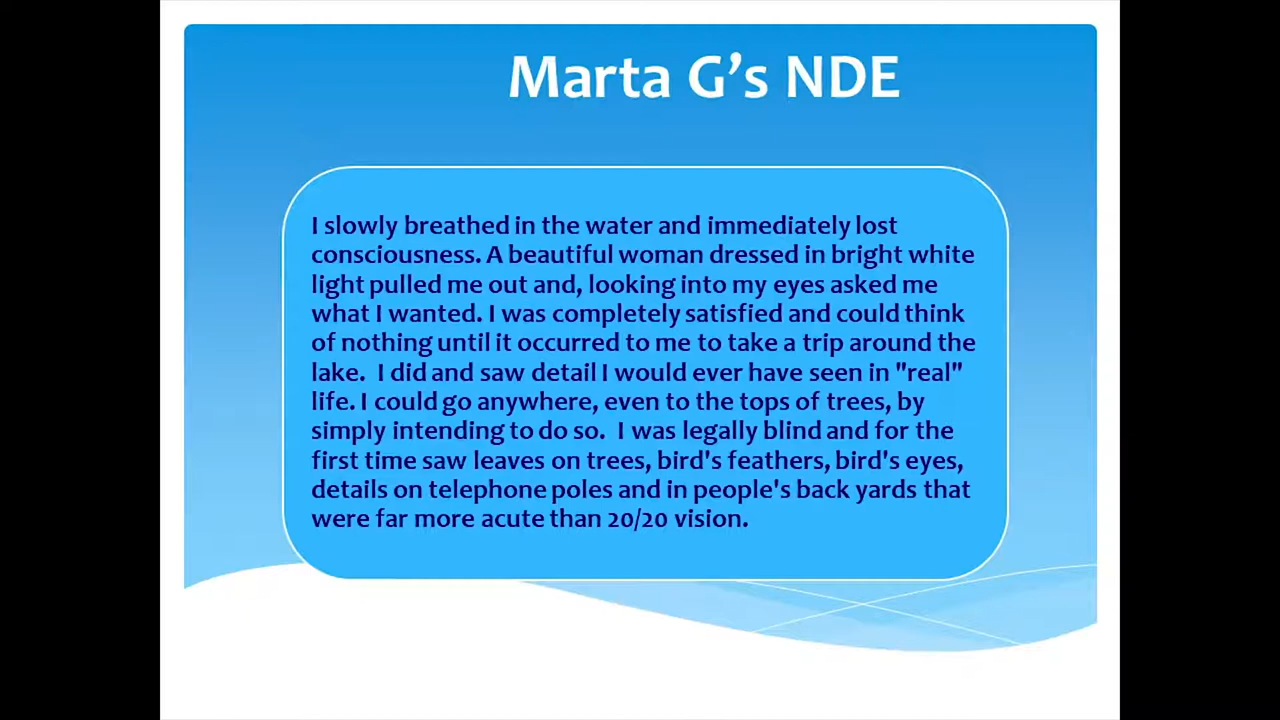 Marta G’s NDE
I slowly breathed in the water and immediately lost
consciousness. A beautiful woman dressed in bright white
light pulled me out and, looking into my eyes asked me
what I wanted. I was completely satisfied and could think
of nothing until it occurred to me to take a trip around the
lake.  I did and saw detail I would ever have seen in "real"
life. I could go anywhere, even to the tops of trees, by
simply intending to do so.  I was legally blind and for the
first time saw leaves on trees, bird's feathers, bird's eyes,
details on telephone poles and in people's back yards that
were far more acute than 20/20 vision.